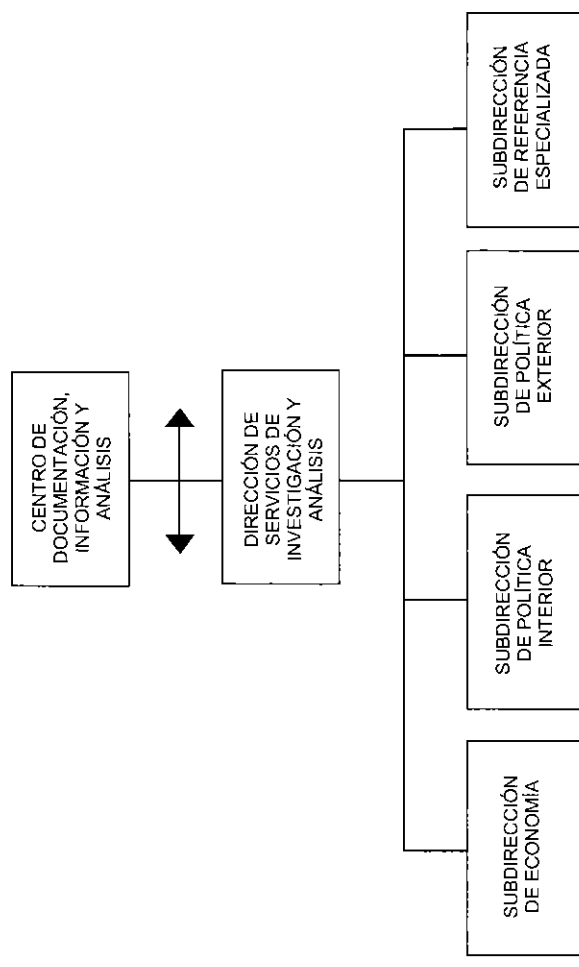 CENTRO DE
DOCUMENTACIÓN,
INFORMACIÓN Y
ANÁLISIS
DIRECCIÓN DE
SERVICIOS DE
INVESTIGACIÓN Y
ANÁLISIS
SUBDIRECCIÓN
DE ECONOMÍA
SUBDIRECCIÓN
DE POLÍTICA
INTERIOR
SUBDIRECCIÓN
DE POLÍTICA
EXTERIOR
SUBDIRECCIÓN
DE REFERENCIA
ESPECIALIZADA